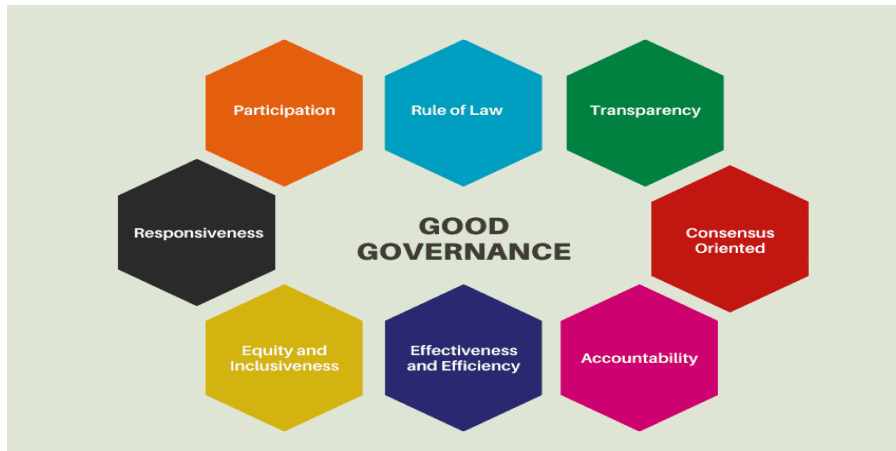 Participation
Rule of Law
Transparency
Responsiveness
GOOD
GOVERNANCE
Consensus
Oriented
Equity and
Inclusiveness
Effectiveness
and Efficiency
Accountability